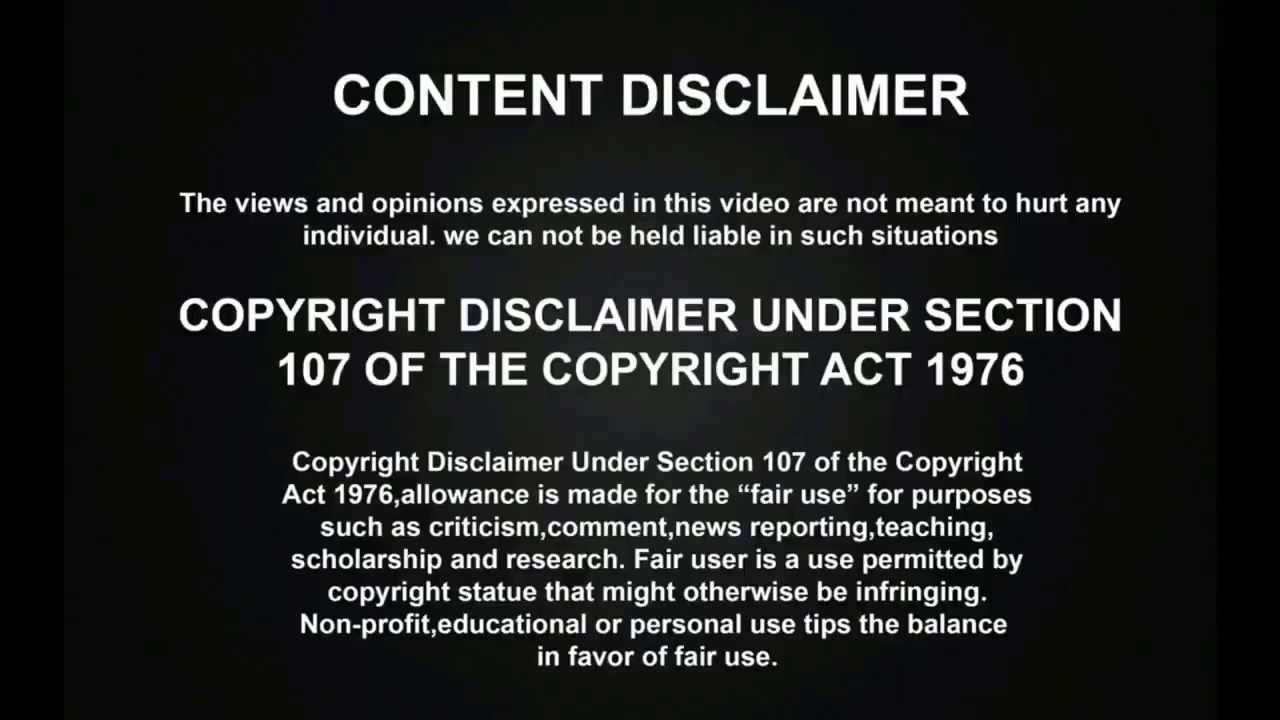 CONTENT DISCLAIMER
The views and opinions expressed in this video are not meant to hurt any
individual. we can not be held liable in such situations
COPYRIGHT DISCLAIMER UNDER SECTION
107 OF THE COPYRIGHT ACT 1976
Copyright Disclaimer Under Section 107 of the Copyright
Act 1976,allowance is made for the “fair use” for purposes
such as criticism,comment,news reporting,teaching,
scholarship and research. Fair user is a use permitted by
copyright statue that might otherwise be infringing.
Non-profit,educational or personal use tips the balance
in favor of fair use.